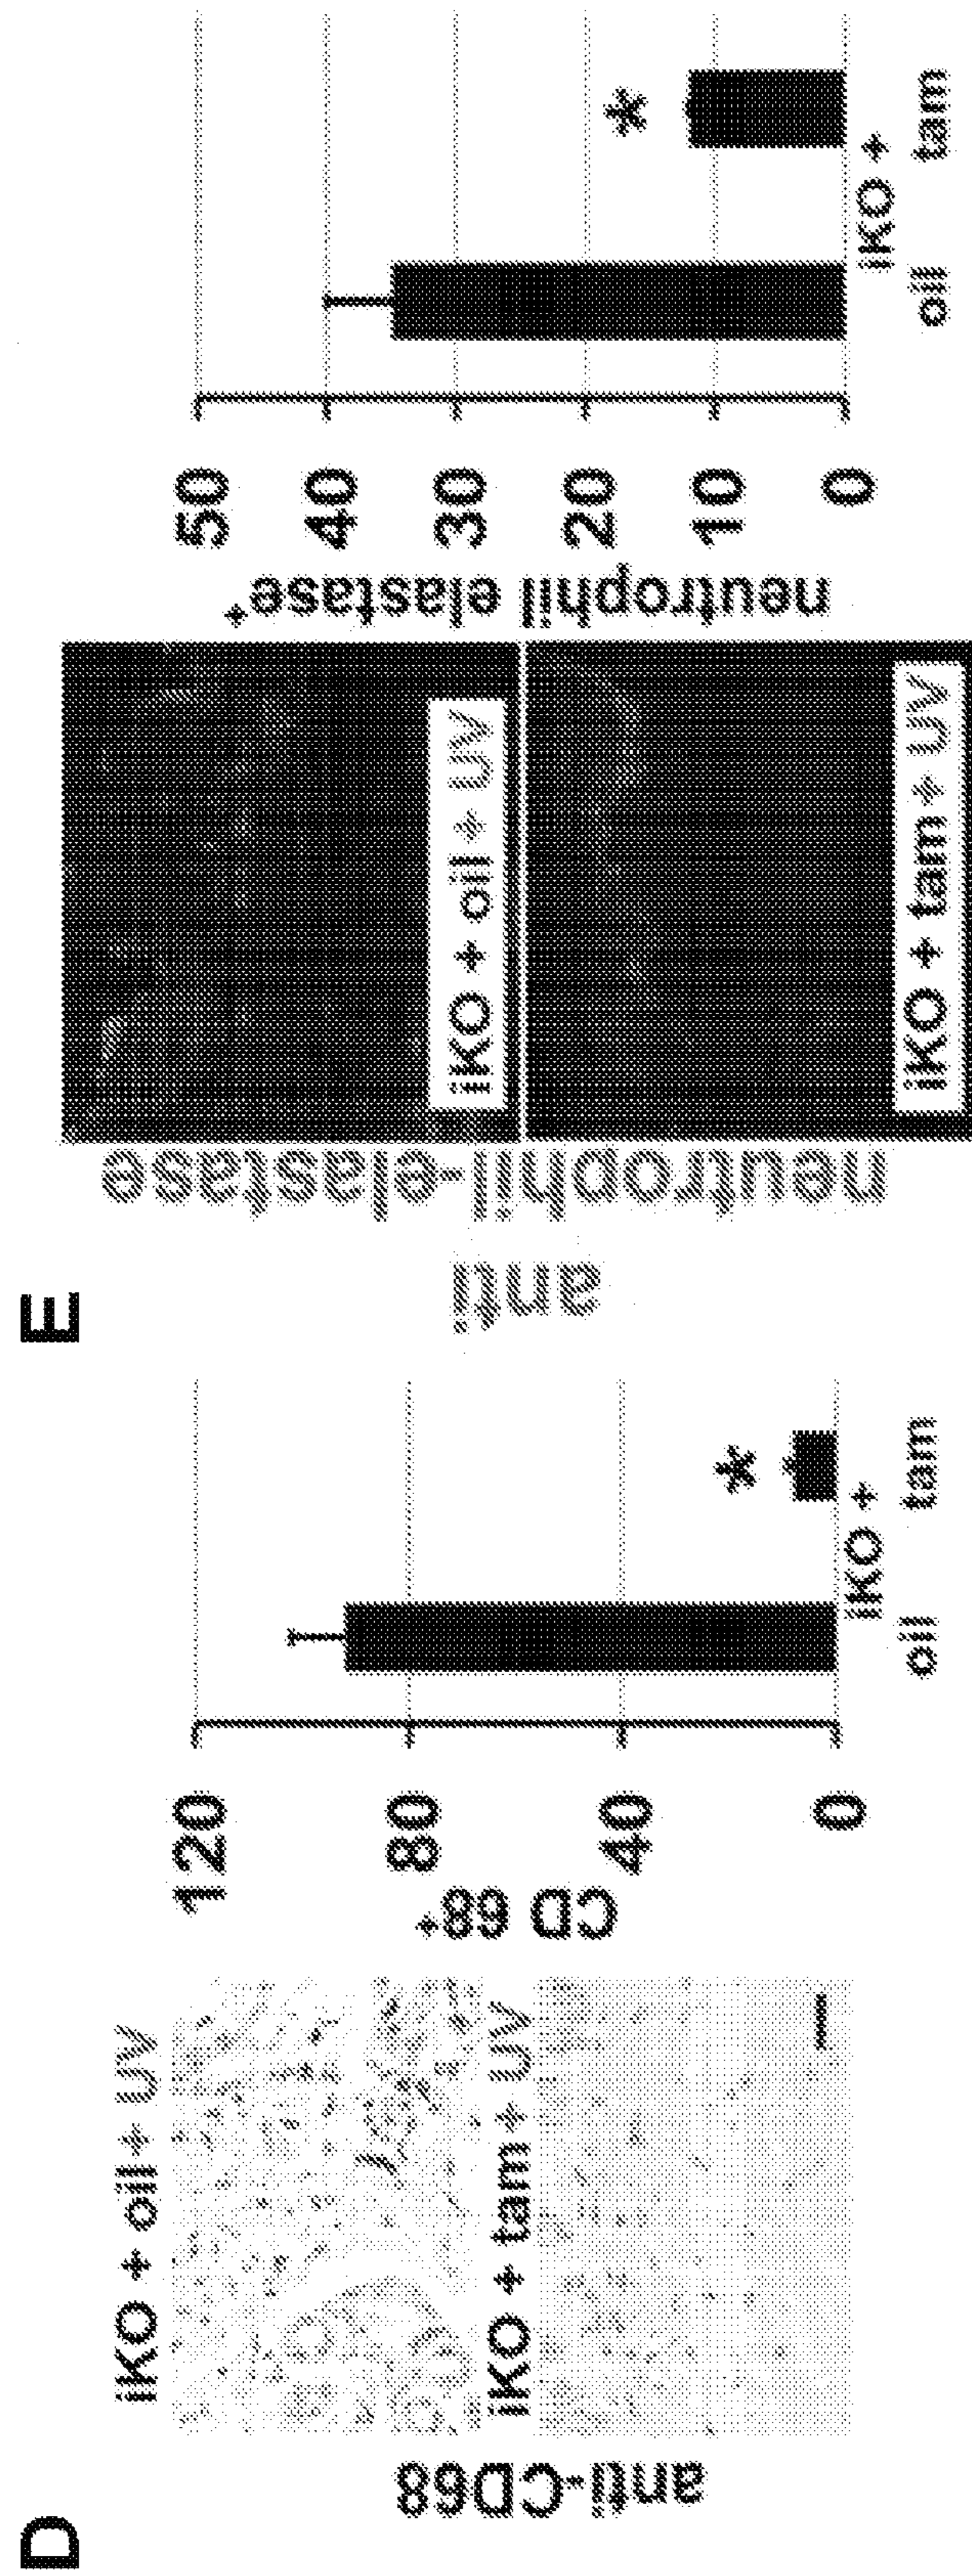 D
anti-CD68
iKO + oil + UV
iKO + tam + UV
CD 68+
120
80
40
0
*
oil
tam
iKO +
E
anti
neutrophil-elastase
iKO + oil + UV
iKO + tam + UV
neutrophil elastase+
50
40
30
20
10
0
*
oil
tam
iKO +